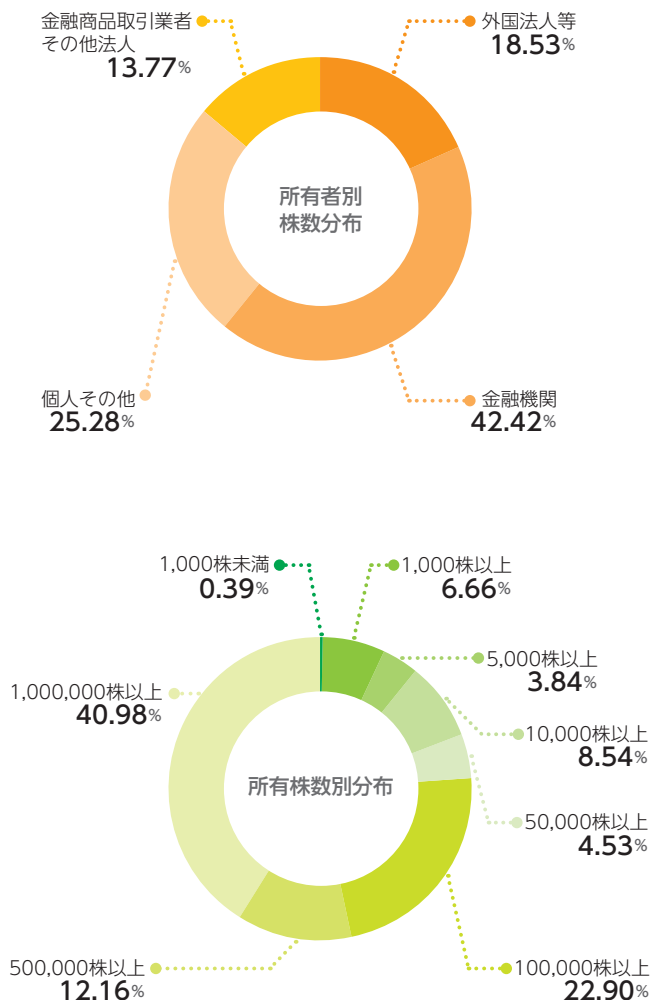 金融商品取引業者
その他法人
13.77%
外国法人等
18.53%
所有者別
株数分布
個人その他
25.28%
金融機関
42.42%
1,000株未満
0.39%
1,000株以上
6.66%
5,000株以上
3.84%
1,000,000株以上
40.98%
10,000株以上
8.54%
所有株数別分布
50,000株以上
4.53%
500,000株以上
12.16%
100,000株以上
22.90%